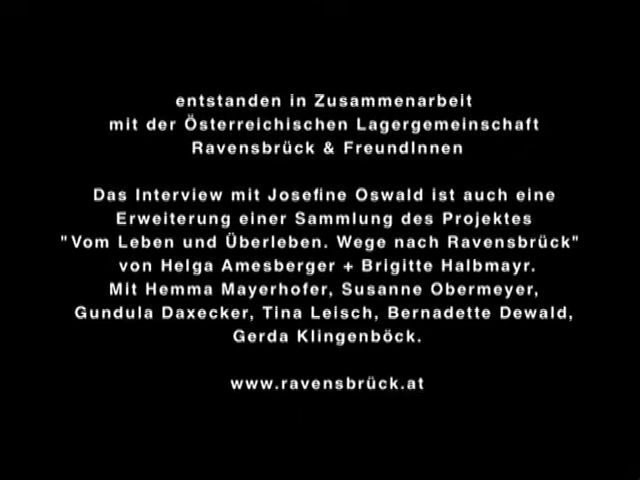 entstanden in Zusammenarbeit
mit der Österreichischen Lagergemeinschaft
Ravensbrück & FreundInnen
Das Interview mit Josefine Oswald ist auch eine
Erweiterung einer Sammlung des Projektes
"Vom Leben und Überleben. Wege nach Ravensbrück"
von Helga Amesberger + Brigitte Halbmayr.
Mit Hemma Mayerhofer, Susanne Obermeyer,
Gundula Daxecker, Tina Leisch, Bernadette Dewald,
Gerda Klingenböck.
www.ravensbrück.at